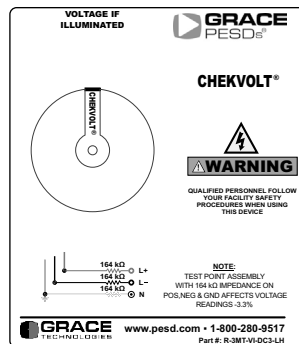 VOLTAGE IF
ILLUMINATED
GRACE
PESDs®
CHEKVOLT®
CHEKVOLT®
WARNING
QUALIFIED PERSONNEL FOLLOW
YOUR FACILITY SAFETY
PROCEDURES WHEN USING
THIS DEVICE
164 kΩ
L+
164 kΩ
L–
164 kΩ
N
NOTE:
TEST POINT ASSEMBLY
WITH 164 kΩ IMPEDANCE ON
POS,NEG & GND AFFECTS VOLTAGE
READINGS -3.3%
GRACE
TECHNOLOGIES
www.pesd.com • 1-800-280-9517
Part #: R-3MT-VI-DC3-LH